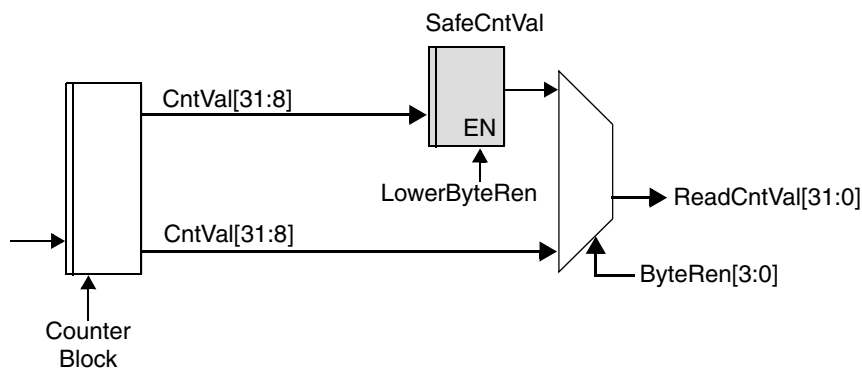 SafeCntVal
CntVal[31:8]
EN
LowerByteRen
ReadCntVal[31:0]
CntVal[31:8]
ByteRen[3:0]
Counter
Block